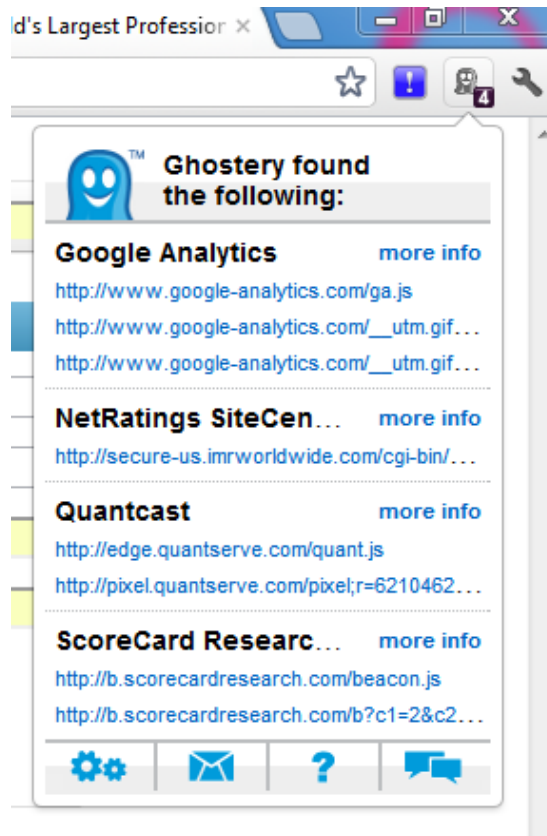 d's Largest Profession
4
Ghostery found
the following:
Google Analytics more info
http://www.google-analytics.com/ga.js
http://www.google-analytics.com/__utm.gif...
http://www.google-analytics.com/__utm.gif...
NetRatings SiteCen... more info
http://secure-us.imrworldwide.com/cgi-bin/...
Quantcast more info
http://edge.quantserve.com/quant.js
http://pixel.quantserve.com/pixel;r=6210462...
ScoreCard Researc... more info
http://b.scorecardresearch.com/beacon.js
http://b.scorecardresearch.com/b?c1=2&c2...